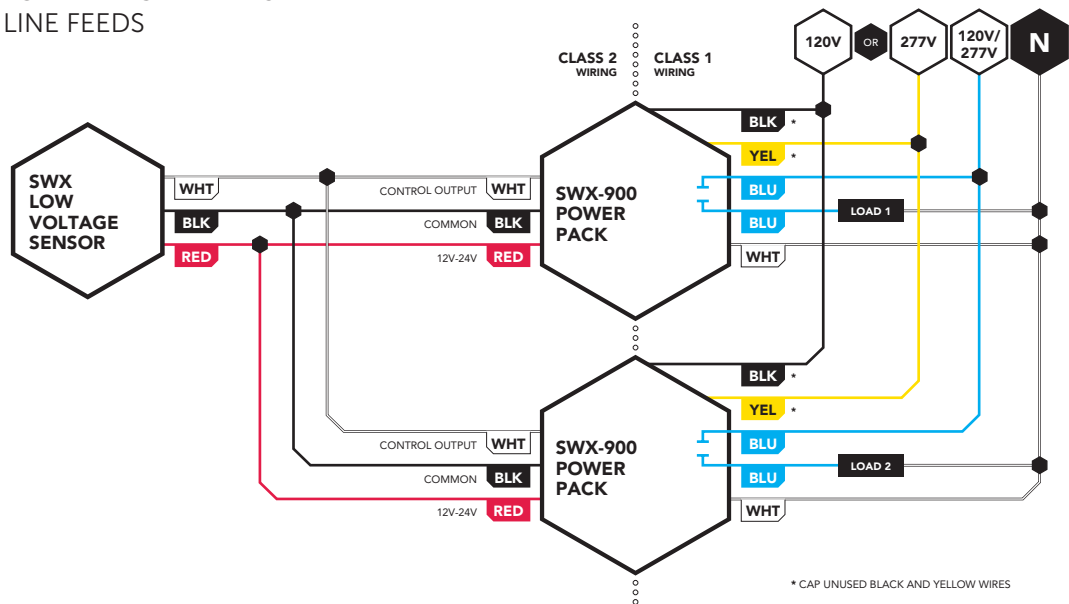 LINE FEEDS
120V
OR
277V
120V/
277V
N
CLASS 2
WIRING
CLASS 1
WIRING
SWX
LOW
VOLTAGE
SENSOR
WHT
BLK
RED
CONTROL OUTPUT
WHT
COMMON
BLK
12V-24V
RED
SWX-900
POWER
PACK
BLK *
YEL *
BLU
BLU
LOAD 1
WHT
CONTROL OUTPUT
WHT
COMMON
BLK
12V-24V
RED
SWX-900
POWER
PACK
BLK *
YEL *
BLU
BLU
LOAD 2
WHT
* CAP UNUSED BLACK AND YELLOW WIRES